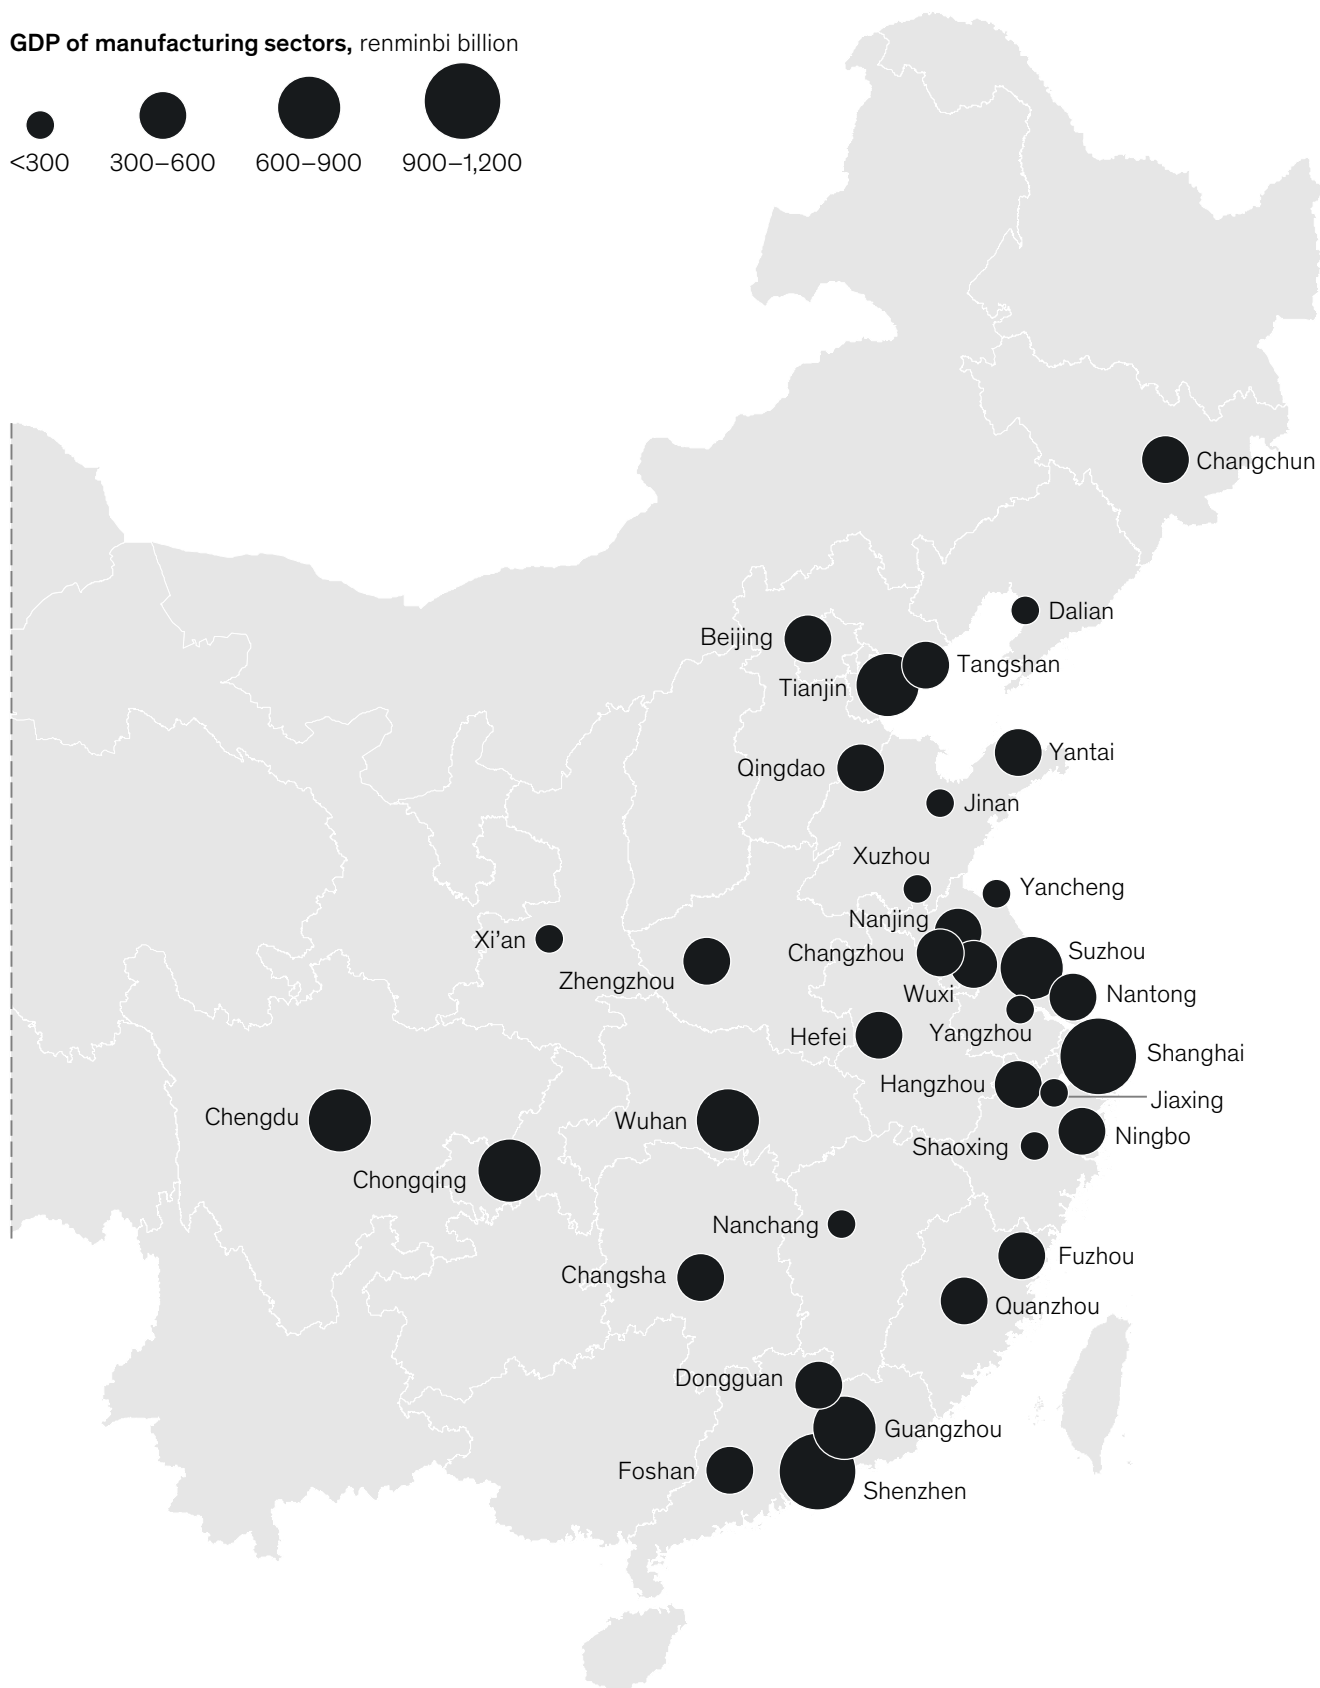 GDP of manufacturing sectors, renminbi billion
<300 300–600 600–900 900–1,200
Changchun
Dalian
Beijing
Tangshan
Tianjin
Yantai
Qingdao
Jinan
Xuzhou
Yancheng
Nanjing
Xi’an
Changzhou
Suzhou
Zhengzhou
Wuxi
Nantong
Yangzhou
Hefei
Shanghai
Hangzhou
Jiaxing
Chengdu
Wuhan
Ningbo
Shaoxing
Chongqing
Nanchang
Fuzhou
Changsha
Quanzhou
Dongguan
Guangzhou
Foshan
Shenzhen